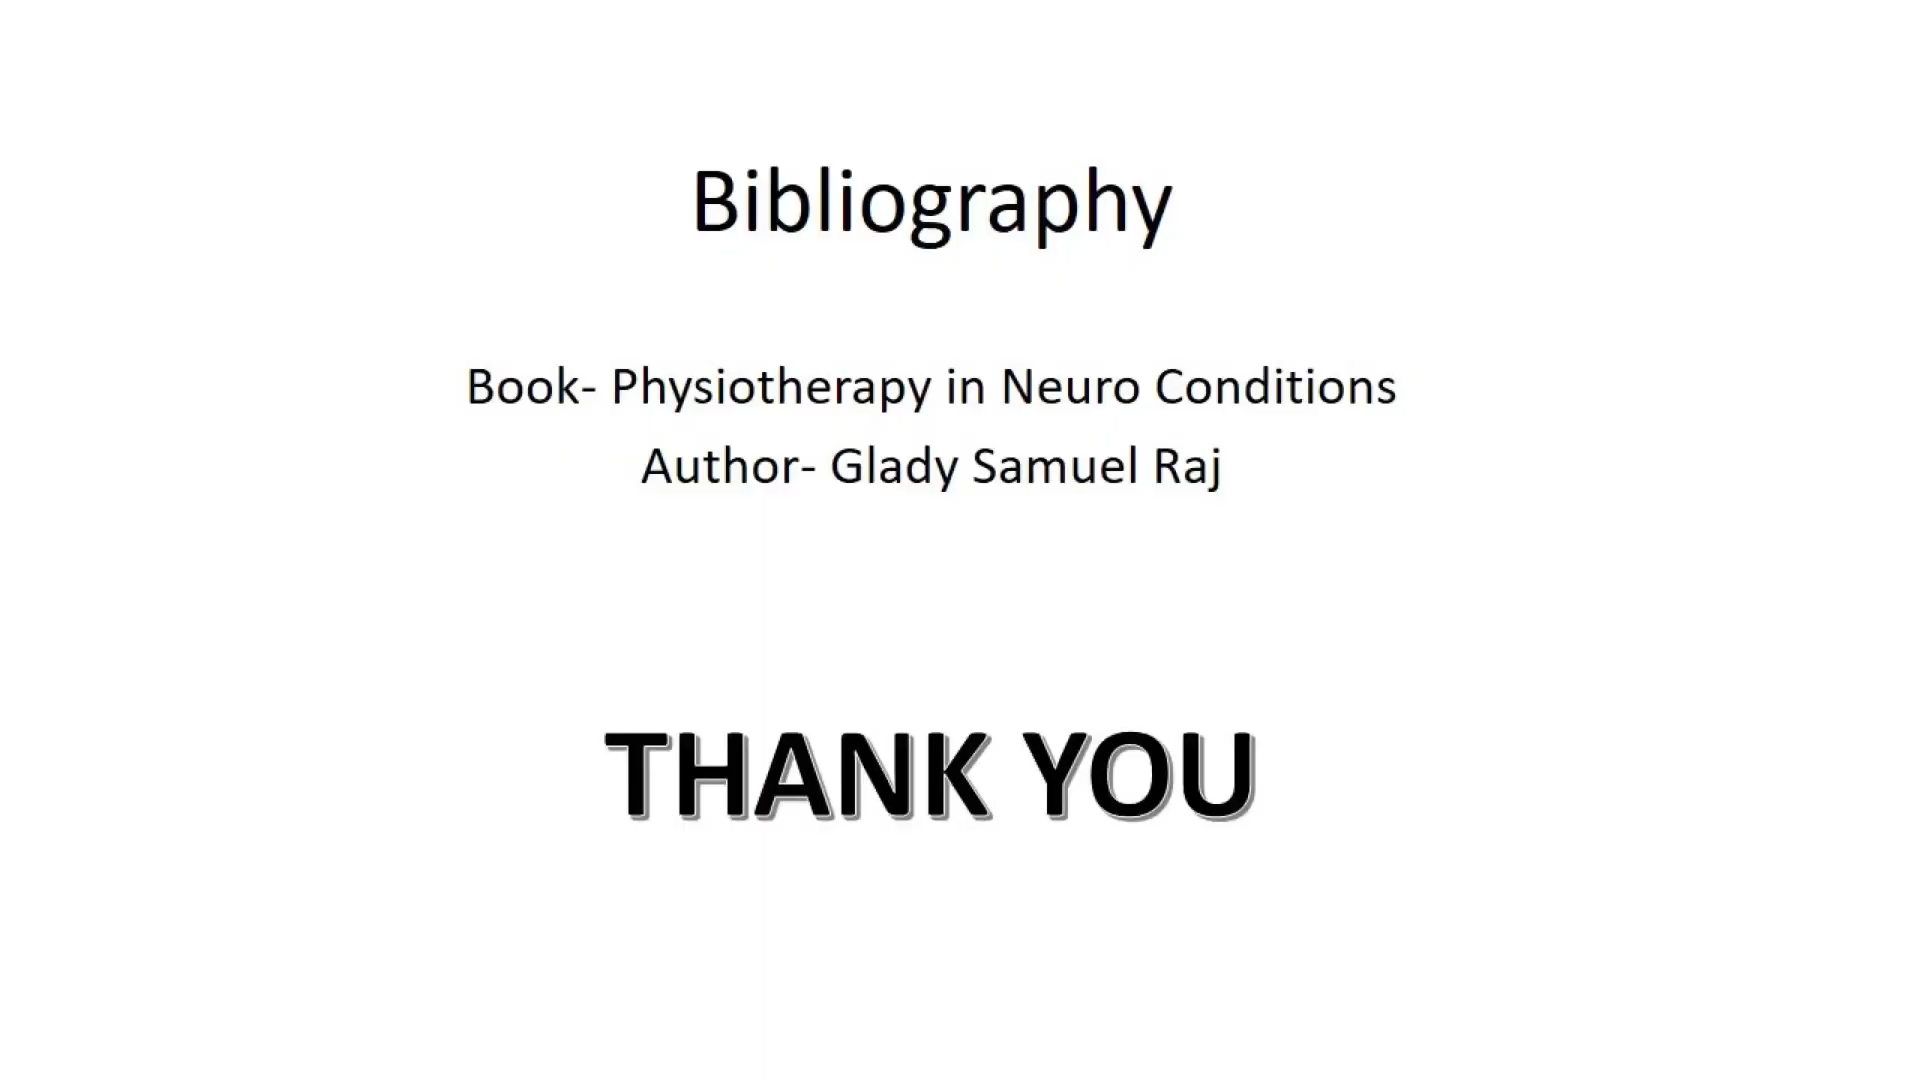 Bibliography
Book- Physiotherapy in Neuro Conditions
Author- Glady Samuel Raj
THANK YOU